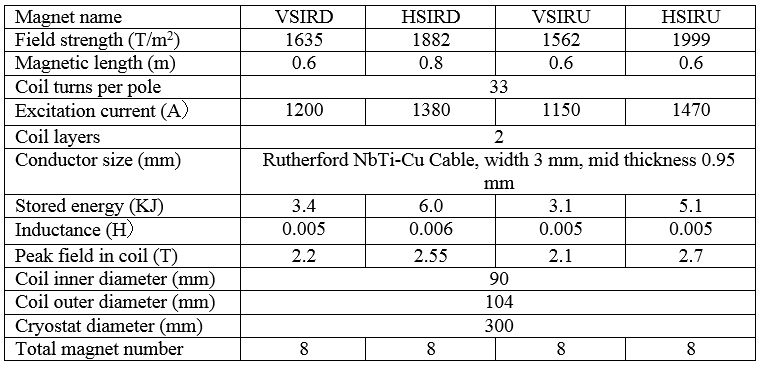 Magnet name VSIRD HSIRD VSIRU HSIRU
Field strength (T/m²) 1635 1882 1562 1999
Magnetic length (m) 0.6 0.8 0.6 0.6
Coil turns per pole 33
Excitation current (A） 1200 1380 1150 1470
Coil layers 2
Conductor size (mm) Rutherford NbTi-Cu Cable, width 3 mm, mid thickness 0.95
mm
Stored energy (KJ) 3.4 6.0 3.1 5.1
Inductance (H） 0.005 0.006 0.005 0.005
Peak field in coil (T) 2.2 2.55 2.1 2.7
Coil inner diameter (mm) 90
Coil outer diameter (mm) 104
Cryostat diameter (mm) 300
Total magnet number 8 8 8 8